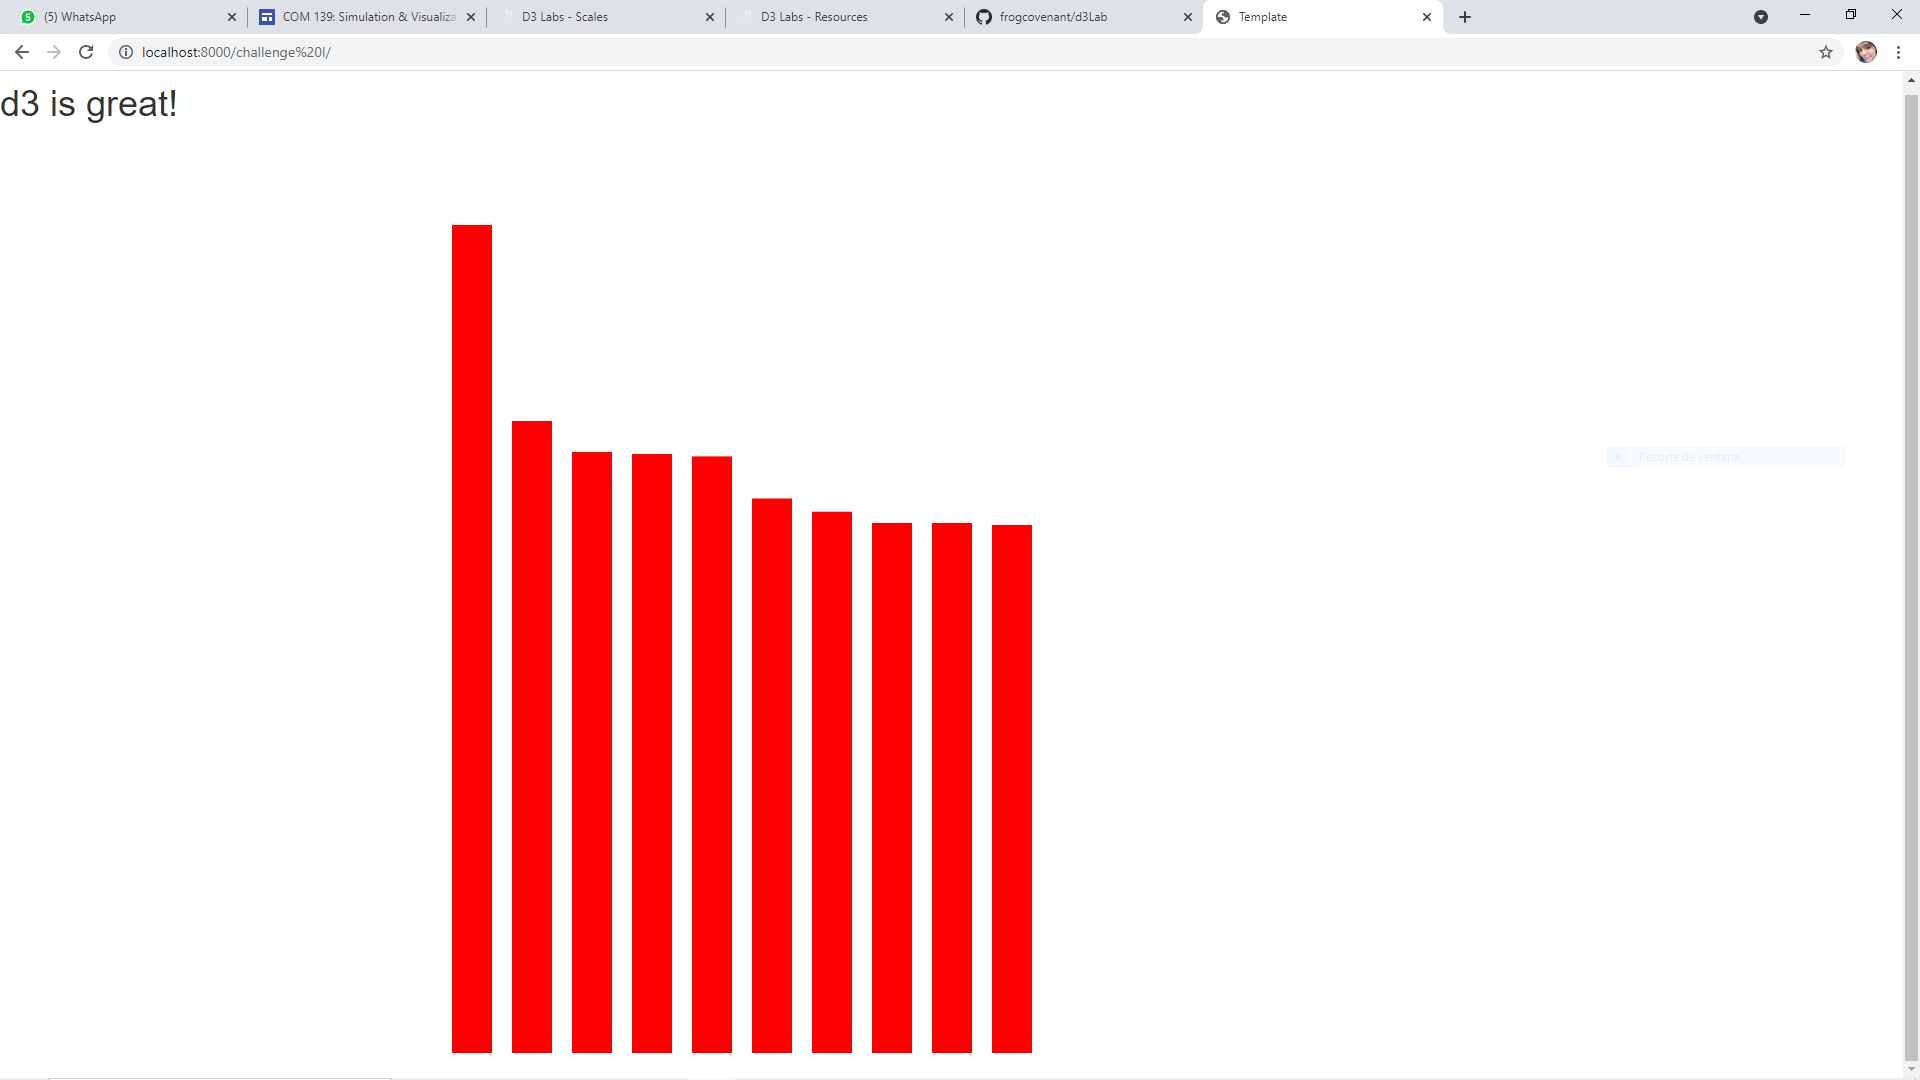 (5) WhatsApp
COM 139: Simulation & Visualiza
D3 Labs - Scales
D3 Labs - Resources
frogcovenant/d3Lab
Template
localhost:8000/challenge%20I/
d3 is great!
Recorte de ventana